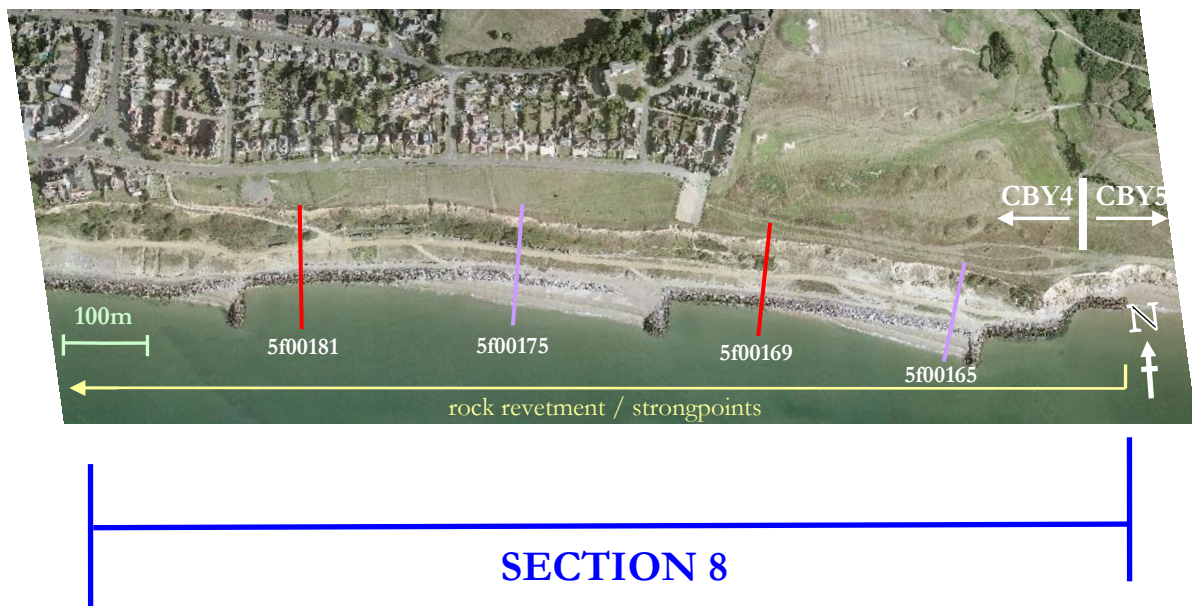 CBY4 CBY5
100m
N
5f00181
5f00175
5f00169
5f00165
rock revetment / strongpoints
SECTION 8